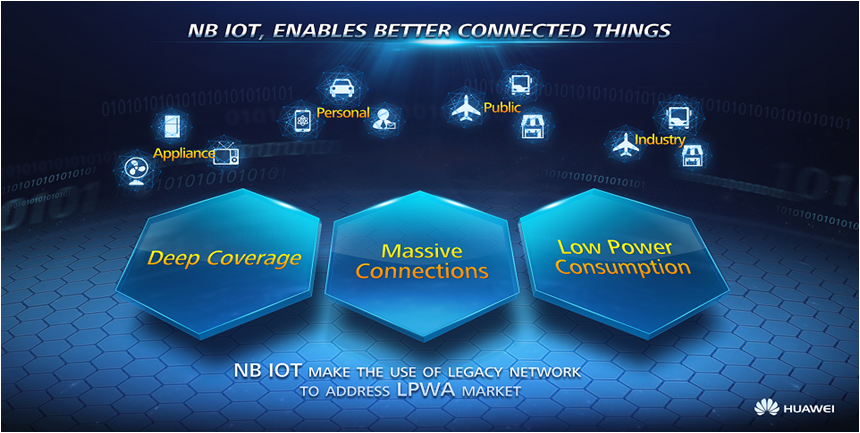 NB IOT, ENABLES BETTER CONNECTED THINGS
Personal
Public
Appliance
Industry
Deep Coverage
Massive
Connections
Low Power
Consumption
NB IOT MAKE THE USE OF LEGACY NETWORK
TO ADDRESS LPWA MARKET
HUAWEI